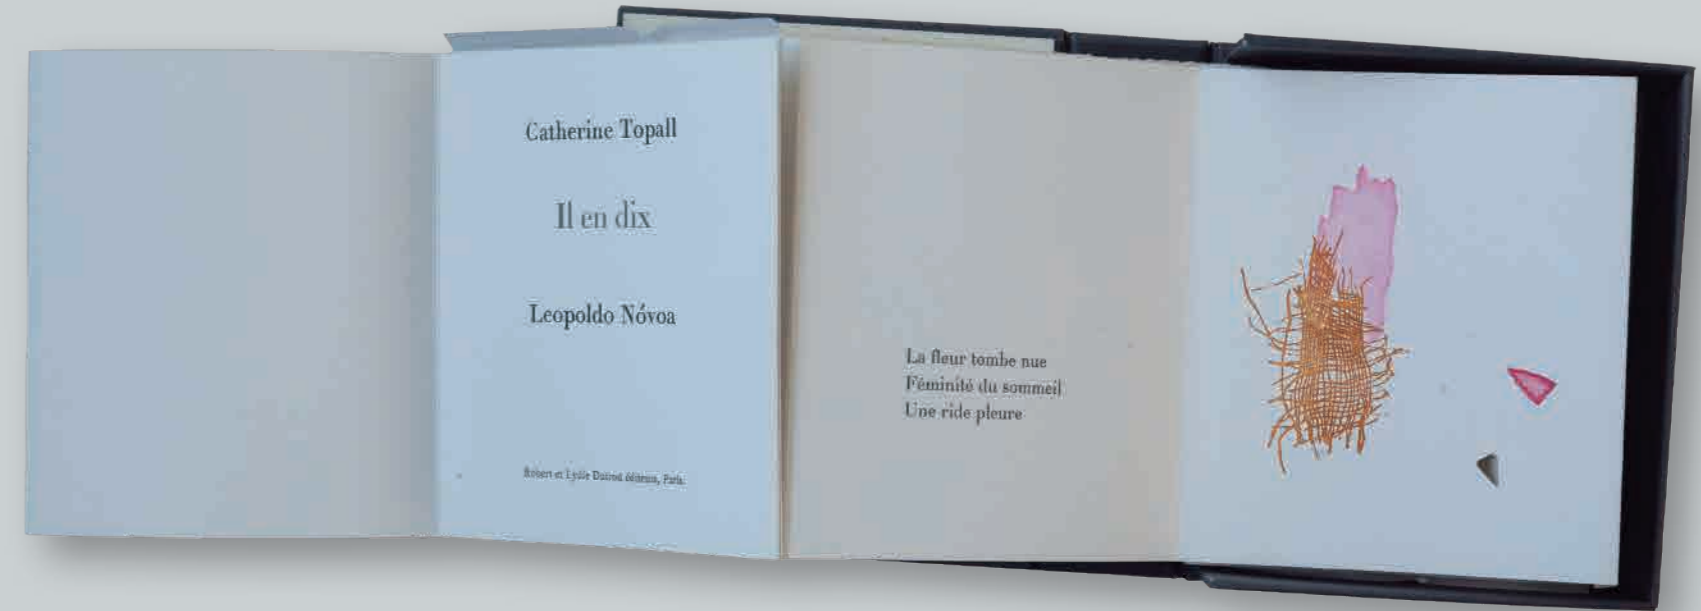 Catherine Topall
Il en dix
Leopoldo Nóvoa
Robert et Lydie Dutrou éditeurs, Paris.
La fleur tombe nue
Féminité du sommeil
Une ride pleure